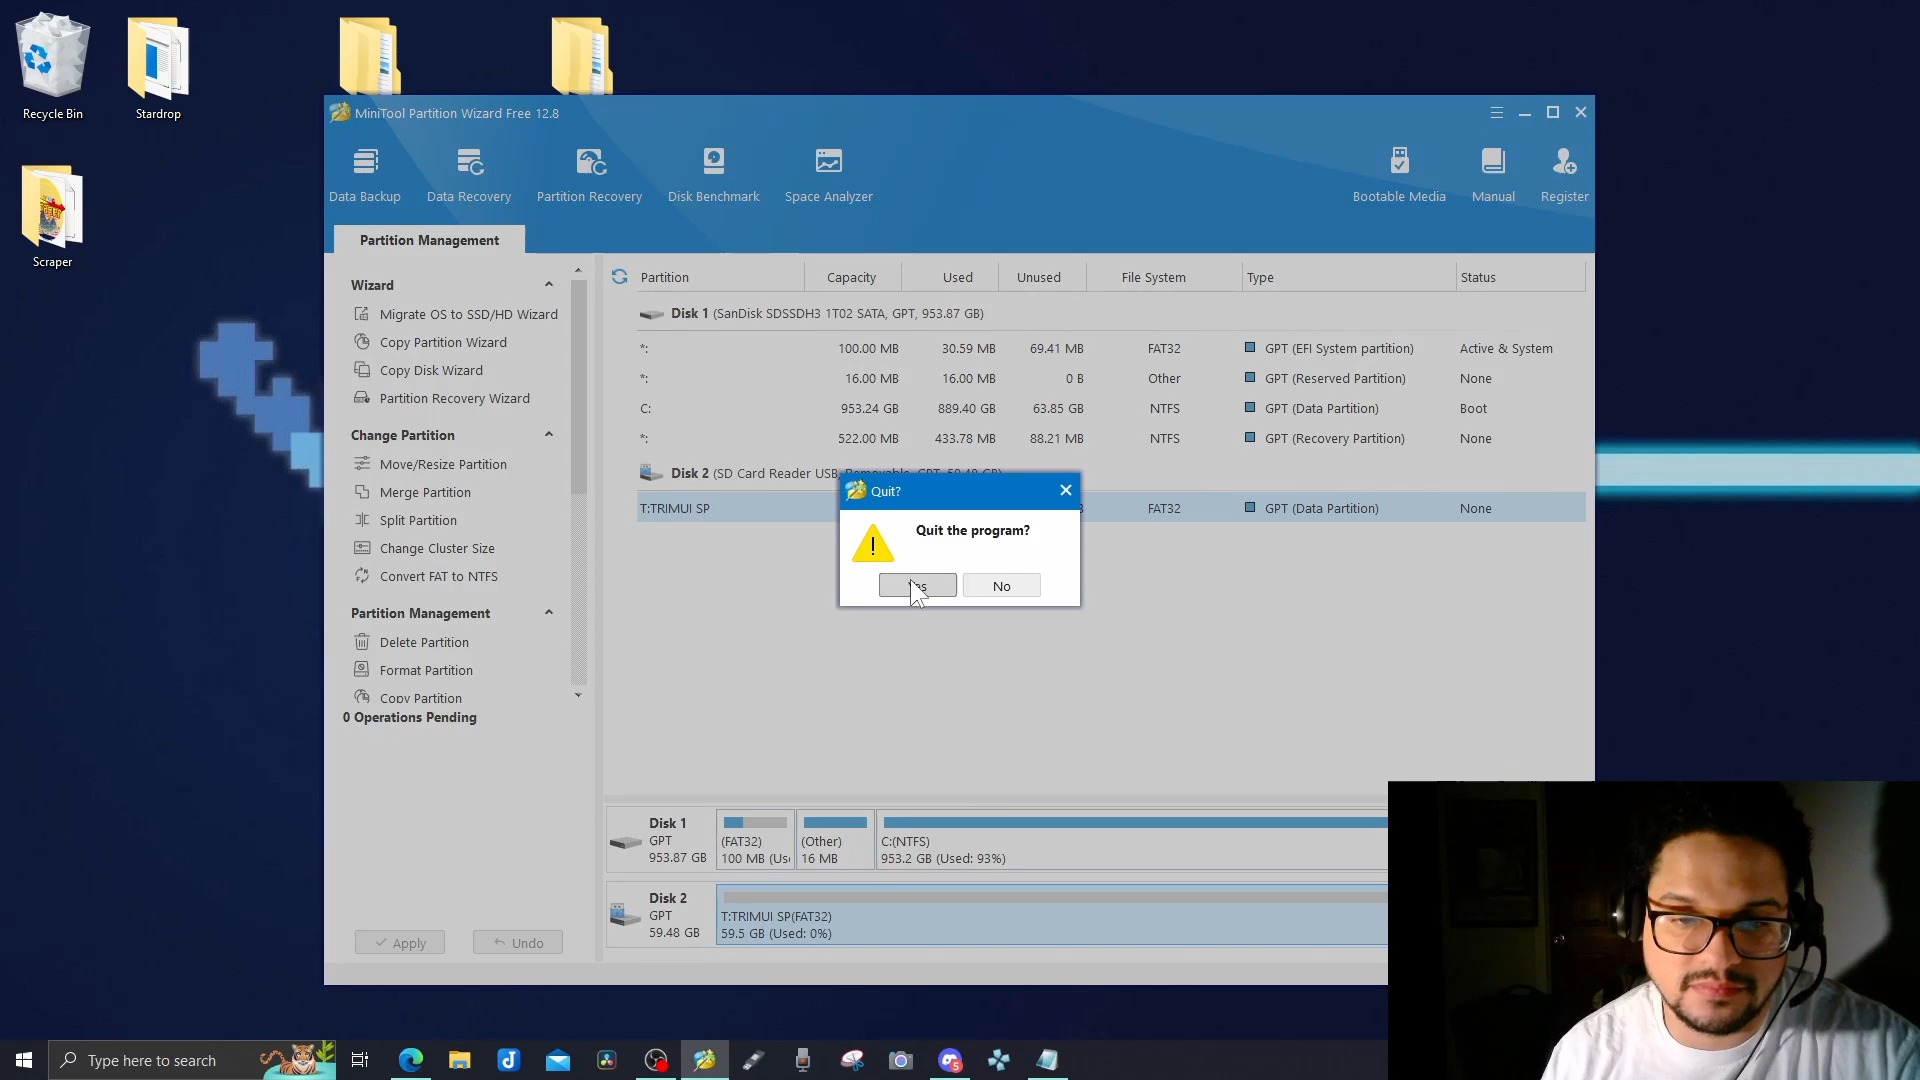 Recycle Bin
Stardrop
Scraper
MiniTool Partition Wizard Free 12.8
Data Backup
Data Recovery
Partition Recovery
Disk Benchmark
Space Analyzer
Bootable Media
Manual
Register
Partition Management
Wizard
Migrate OS to SSD/HD Wizard
Copy Partition Wizard
Copy Disk Wizard
Partition Recovery Wizard
Change Partition
Move/Resize Partition
Merge Partition
Split Partition
Change Cluster Size
Convert FAT to NTFS
Partition Management
Delete Partition
Format Partition
Copy Partition
0 Operations Pending
Apply
Undo
Partition Capacity Used Unused File System Type Status
Disk 1 (SanDisk SDSSDH3 1T02 SATA, GPT, 953.87 GB)
*: 100.00 MB 30.59 MB 69.41 MB FAT32 GPT (EFI System partition) Active & System
*: 16.00 MB 16.00 MB 0 B Other GPT (Reserved Partition) None
C: 953.24 GB 889.40 GB 63.85 GB NTFS GPT (Data Partition) Boot
*: 522.00 MB 433.78 MB 88.21 MB NTFS GPT (Recovery Partition) None
Disk 2 (SD Card Reader USB, Removable, GPT, 59.48 GB)
T:TRIMUI SP FAT32 GPT (Data Partition) None
Quit?
Quit the program?
Yes
No
Disk 1
GPT
953.87 GB
(FAT32)
100 MB (Us
(Other)
16 MB
C:(NTFS)
953.2 GB (Used: 93%)
Disk 2
GPT
59.48 GB
T:TRIMUI SP(FAT32)
59.5 GB (Used: 0%)
Type here to search
5